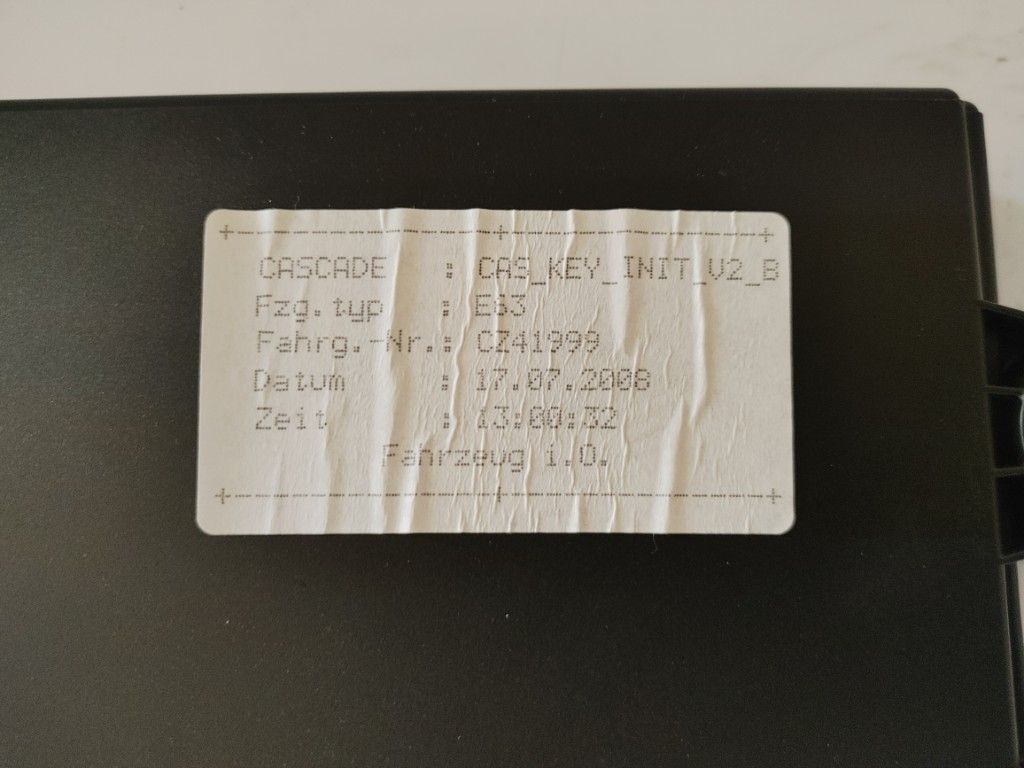 CASCADE : CAS_KEY_INIT_V2_B
Fzg.typ : E63
Fahrg.-Nr.: CZ41999
Datum : 17.07.2008
Zeit : 13:00:32
Fahrzeug i.O.